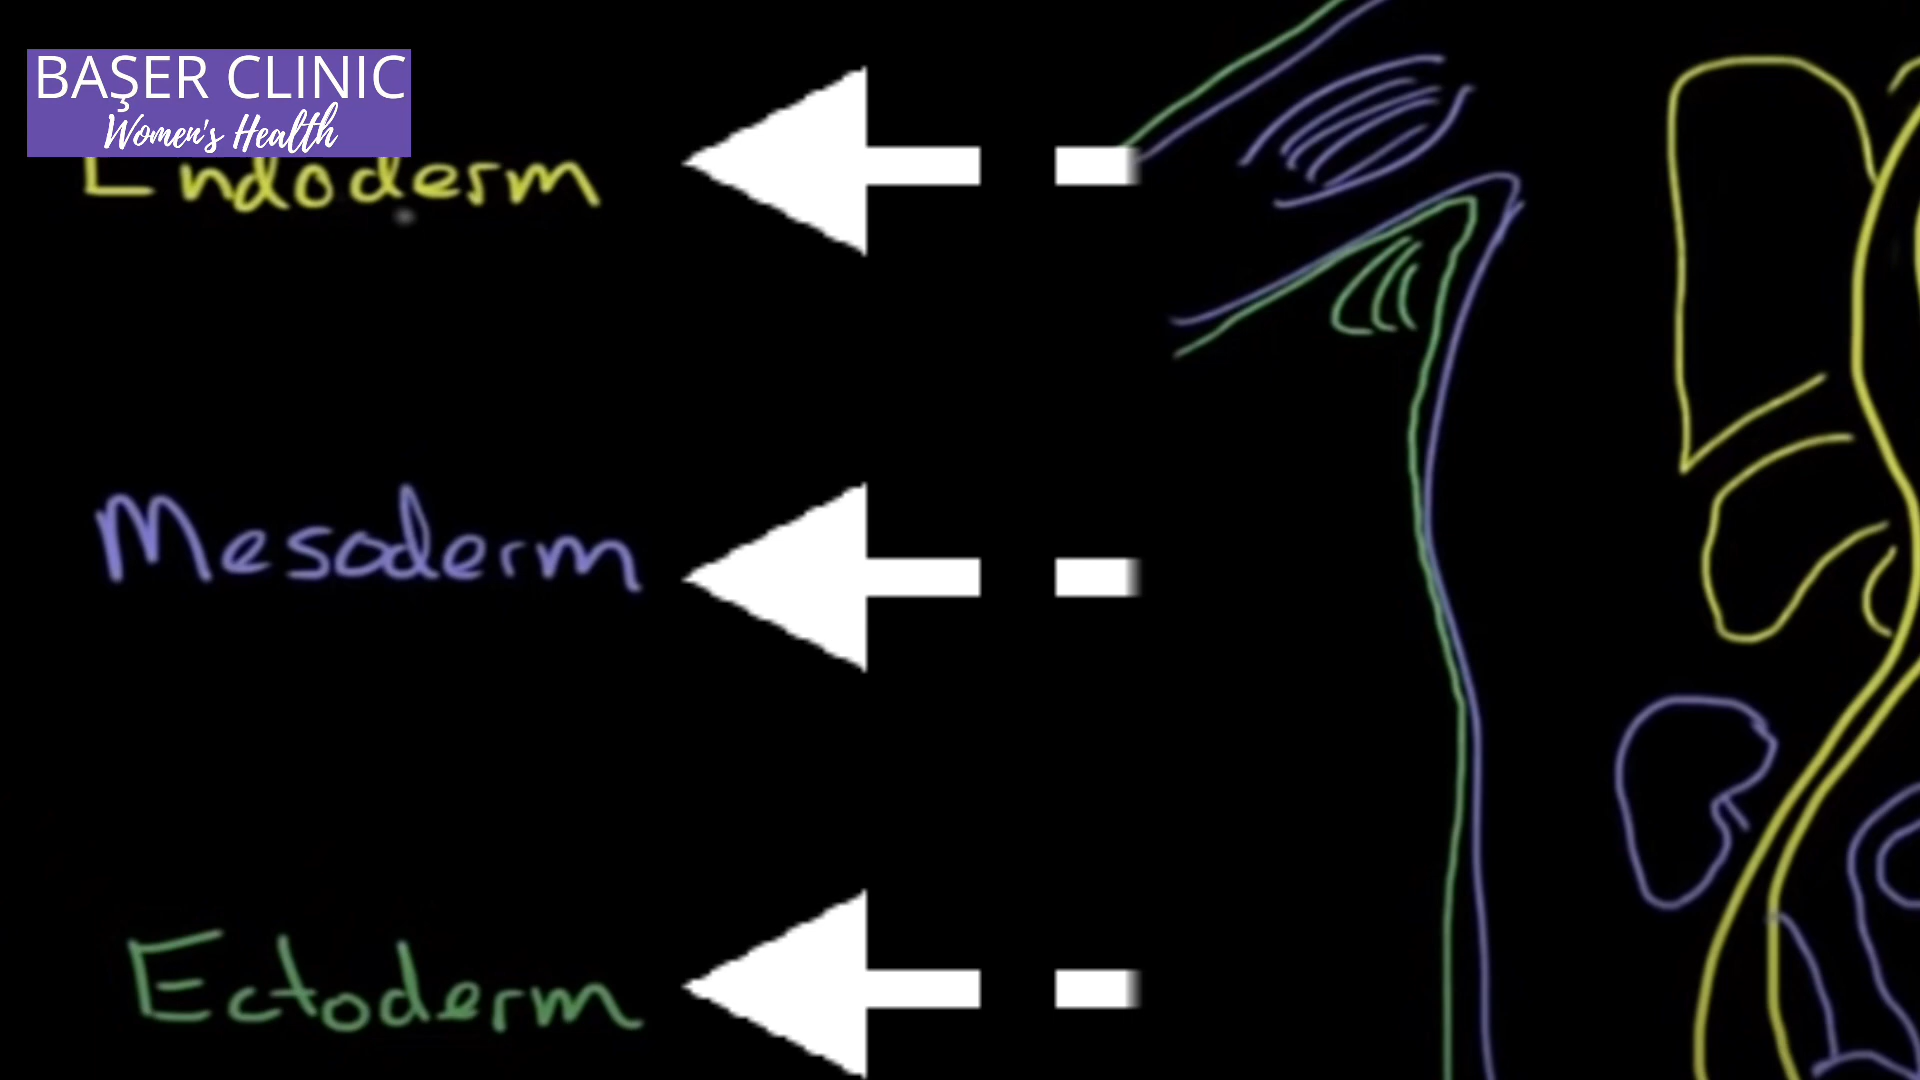 BAŞER CLINIC
Women's Health
Endoderm
Mesoderm
Ectoderm